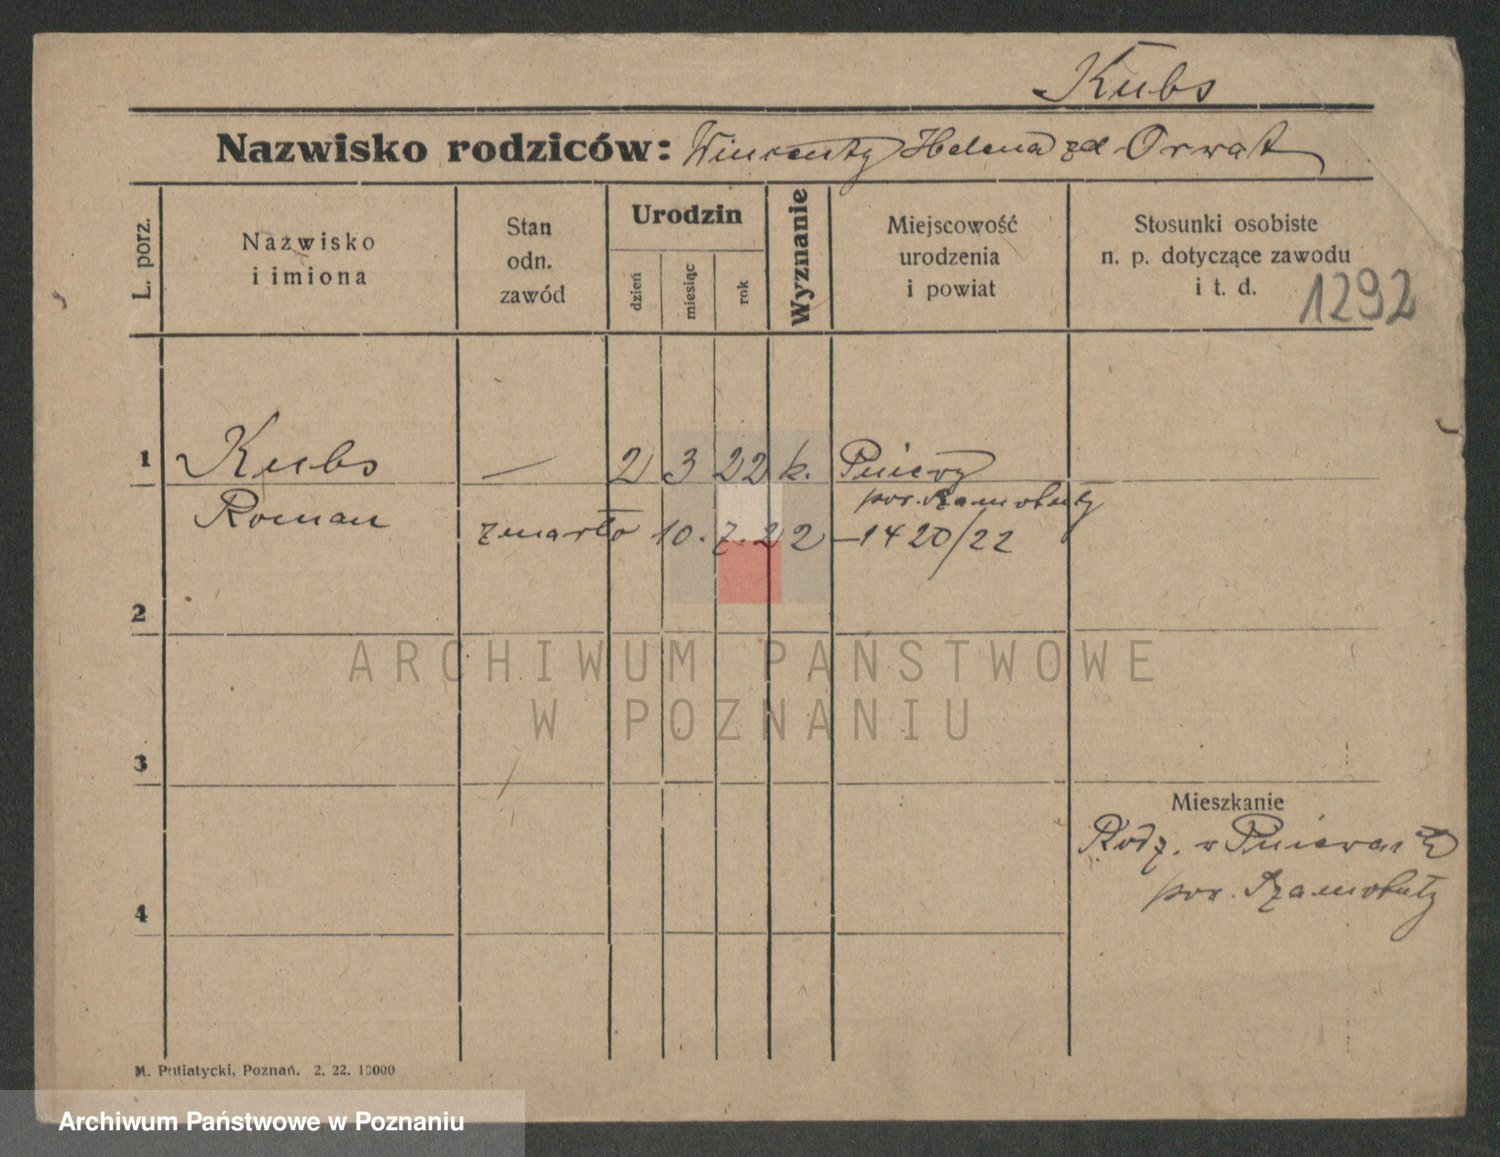 Kubs
Nazwisko rodziców: Wincenty Helena zd Orwat
L. porz.
Nazwisko
i imiona
Stan
odn.
zawód
Urodzin
dzień
miesiąc
rok
Wyznanie
Miejscowość
urodzenia
i powiat
Stosunki osobiste
n. p. dotyczące zawodu
i t. d.
1292
1 Kubs — 2 3 22 k. Pniewy
pow. Szamotuły
Roman zmarło 10.7.22 – 1420/22
2
ARCHIWUM PAŃSTWOWE
W POZNANIU
3
Mieszkanie
Rodz. w Pniewach
pow. Szamotuły
4
M. Putiatycki, Poznań. 2. 22. 10000
Archiwum Państwowe w Poznaniu